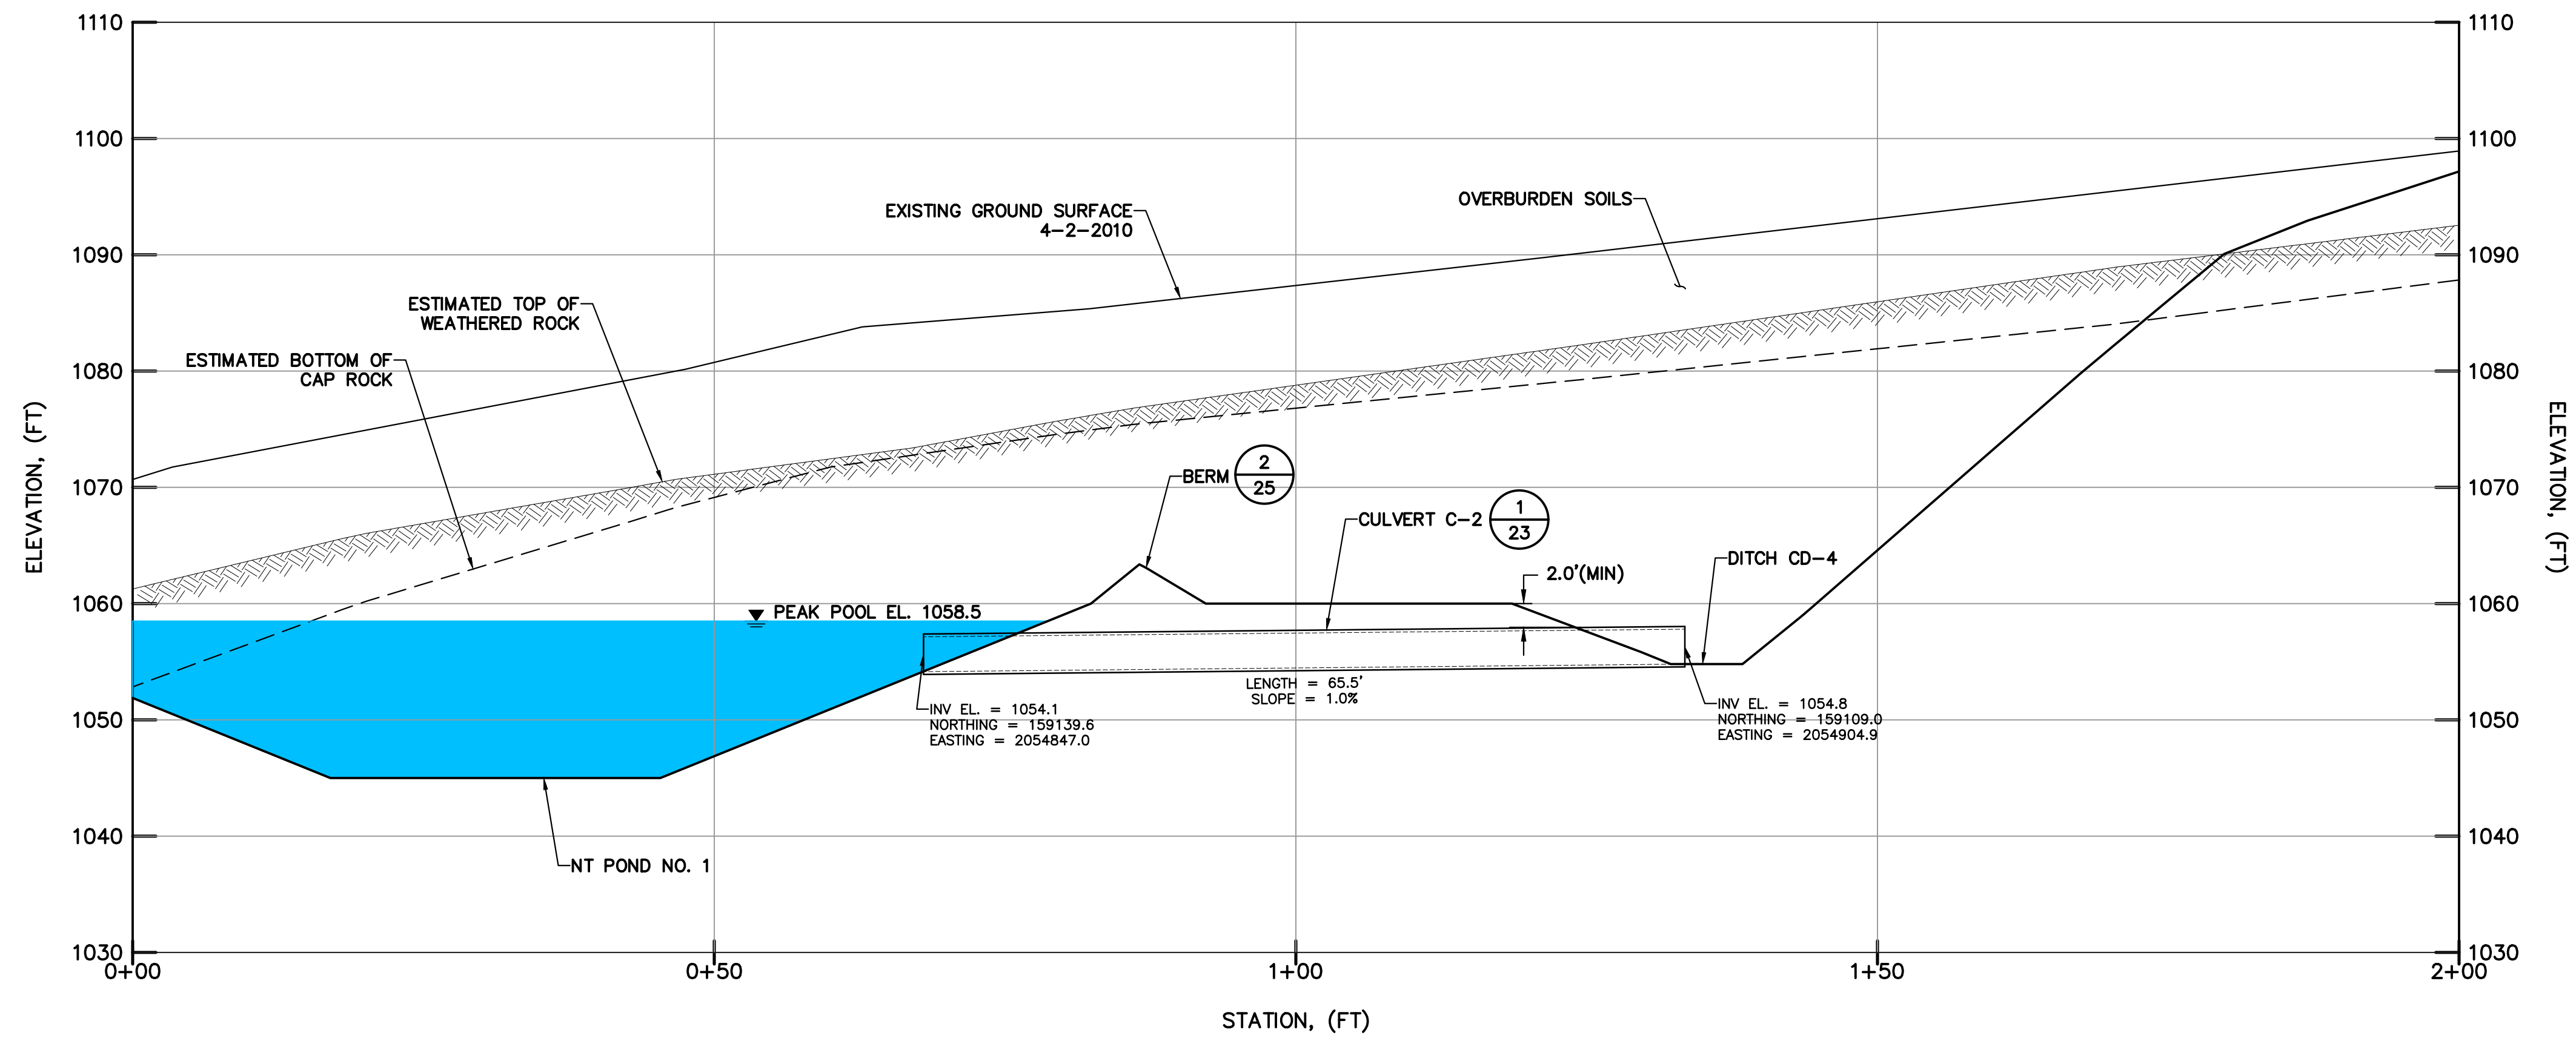 1110
1110
1100
1100
OVERBURDEN SOILS
EXISTING GROUND SURFACE
4-2-2010
1090
1090
ESTIMATED TOP OF
WEATHERED ROCK
ESTIMATED BOTTOM OF
CAP ROCK
1080
1080
ELEVATION, (FT)
ELEVATION, (FT)
1070
1070
BERM
2
25
CULVERT C-2
1
23
DITCH CD-4
2.0'(MIN)
1060
1060
PEAK POOL EL. 1058.5
LENGTH = 65.5'
SLOPE = 1.0%
INV EL. = 1054.1
NORTHING = 159139.6
EASTING = 2054847.0
INV EL. = 1054.8
NORTHING = 159109.0
EASTING = 2054904.9
1050
1050
1040
1040
NT POND NO. 1
1030
1030
0+00
0+50
1+00
1+50
2+00
STATION, (FT)